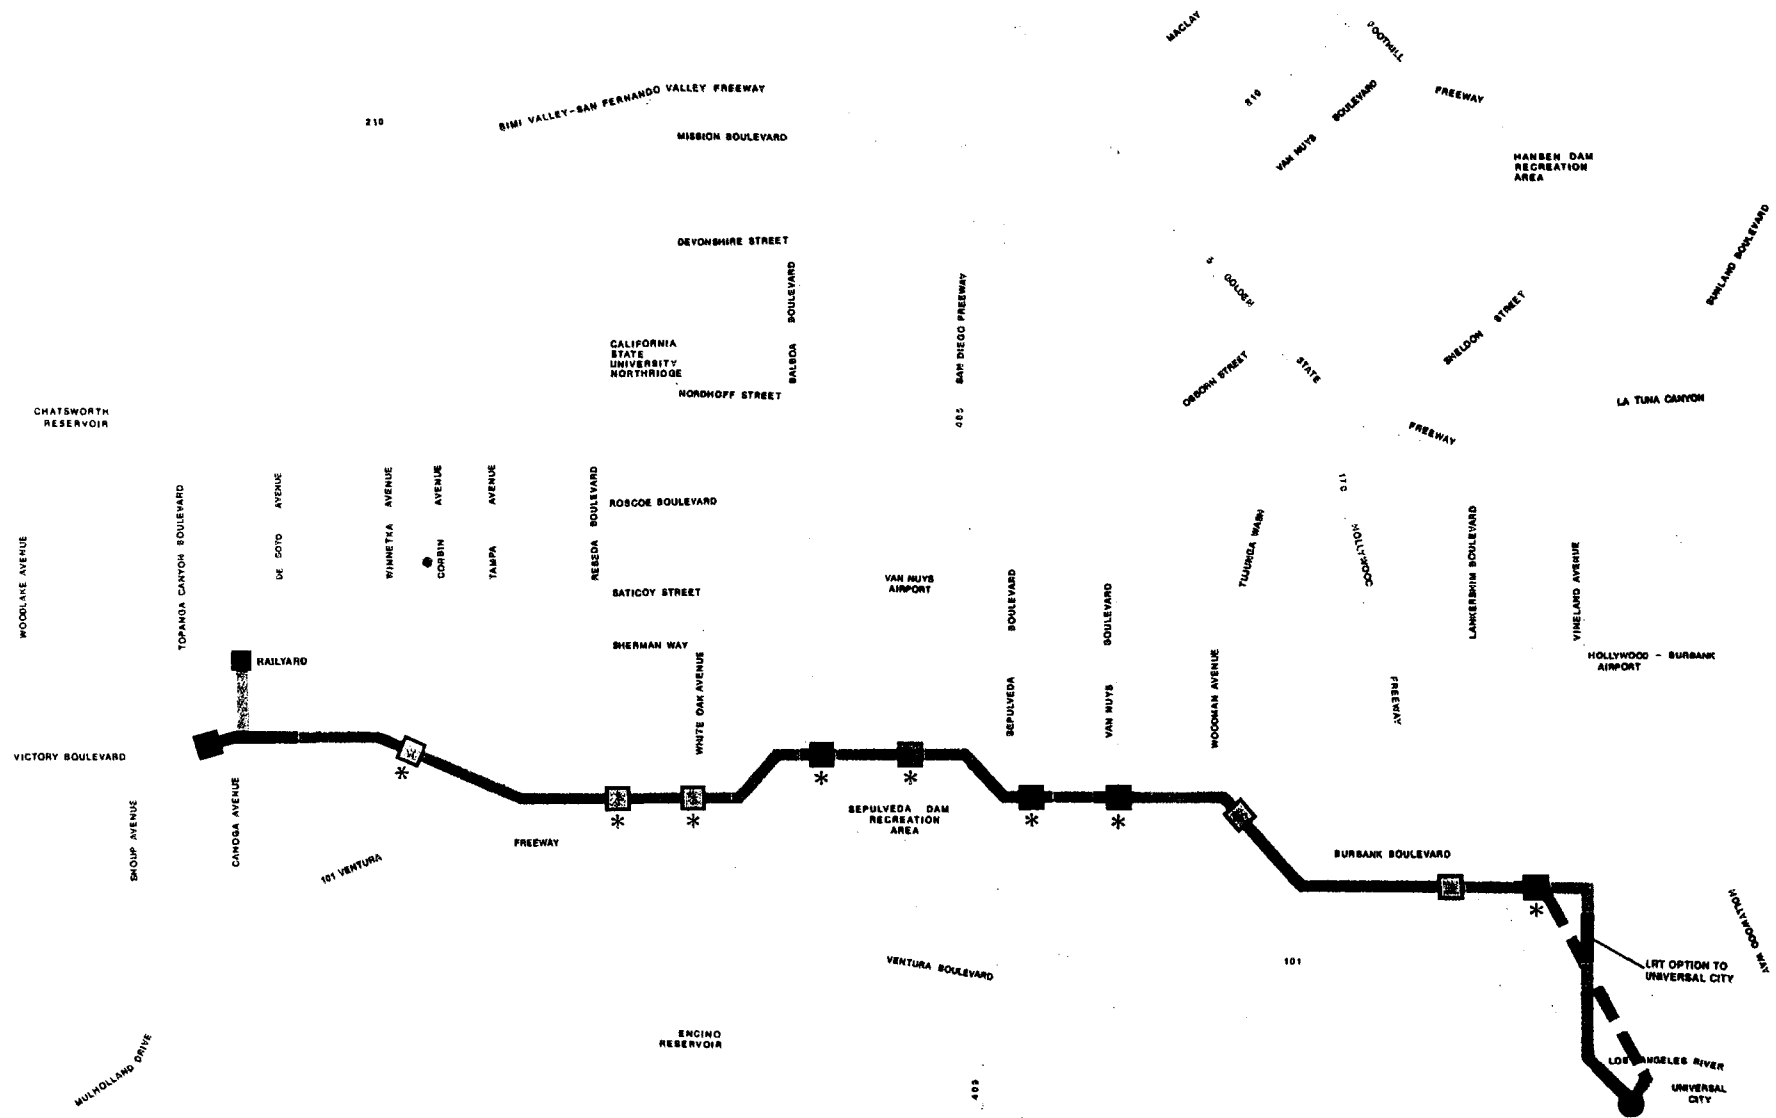 MACLAY
FOOTHILL
FREEWAY
210
SIMI VALLEY-SAN FERNANDO VALLEY FREEWAY
210
VAN NUYS BOULEVARD
MISSION BOULEVARD
HANSEN DAM
RECREATION
AREA
DEVONSHIRE STREET
SUNLAND BOULEVARD
BALBOA BOULEVARD
405 SAN DIEGO FREEWAY
5 GOLDEN
STATE
FREEWAY
SHELDON STREET
CALIFORNIA
STATE
UNIVERSITY
NORTHRIDGE
NORDHOFF STREET
OSBORN STREET
LA TUNA CANYON
CHATSWORTH
RESERVOIR
WOODLAKE AVENUE
TOPANGA CANYON BOULEVARD
DE SOTO AVENUE
WINNETKA AVENUE
CORBIN AVENUE
TAMPA AVENUE
RESEDA BOULEVARD
ROSCOE BOULEVARD
SATICOY STREET
VAN NUYS
AIRPORT
SEPULVEDA BOULEVARD
VAN NUYS BOULEVARD
TUJUNGA WASH
170 HOLLYWOOD
FREEWAY
LANKERSHIM BOULEVARD
VINELAND AVENUE
HOLLYWOOD - BURBANK
AIRPORT
SHERMAN WAY
WHITE OAK AVENUE
WOODMAN AVENUE
RAILYARD
VICTORY BOULEVARD
SHOUP AVENUE
CANOGA AVENUE
*
*
*
*
*
*
*
*
SEPULVEDA DAM
RECREATION
AREA
101 VENTURA
FREEWAY
BURBANK BOULEVARD
HOLLYWOOD WAY
VENTURA BOULEVARD
101
LRT OPTION TO
UNIVERSAL CITY
ENCINO
RESERVOIR
MULHOLLAND DRIVE
405
LOS ANGELES RIVER
UNIVERSAL
CITY